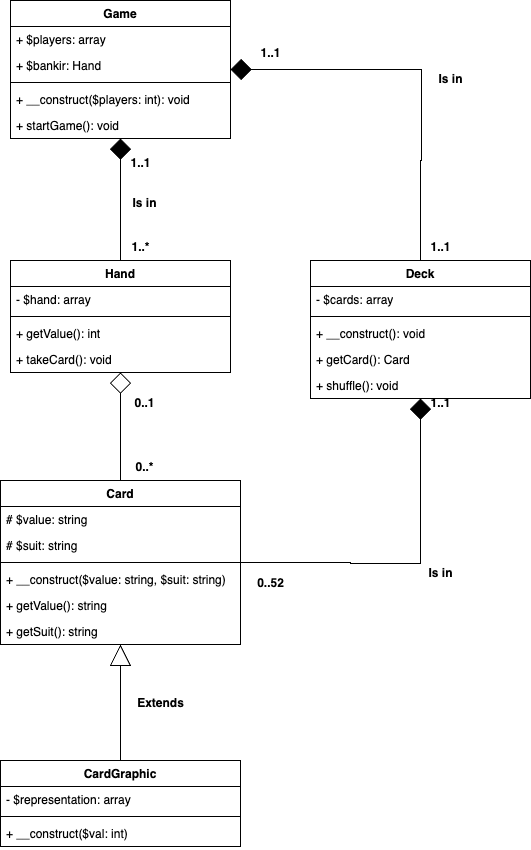 Game
+ $players: array
+ $bankir: Hand
+ __construct($players: int): void
+ startGame(): void
1..1
Is in
1..1
Is in
1..*
1..1
Hand
- $hand: array
+ getValue(): int
+ takeCard(): void
Deck
- $cards: array
+ __construct(): void
+ getCard(): Card
+ shuffle(): void
0..1
1..1
0..*
Card
# $value: string
# $suit: string
+ __construct($value: string, $suit: string)
+ getValue(): string
+ getSuit(): string
Is in
0..52
Extends
CardGraphic
- $representation: array
+ __construct($val: int)